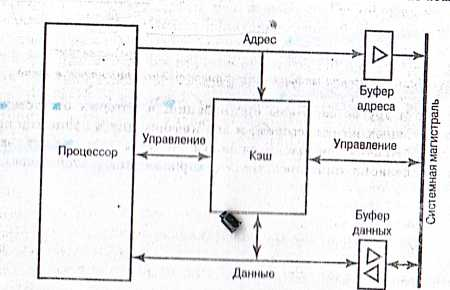 Адрес
Буфер
адреса
Системная магистраль
Процессор
Управление
Кэш
Управление
Буфер
данных
Данные